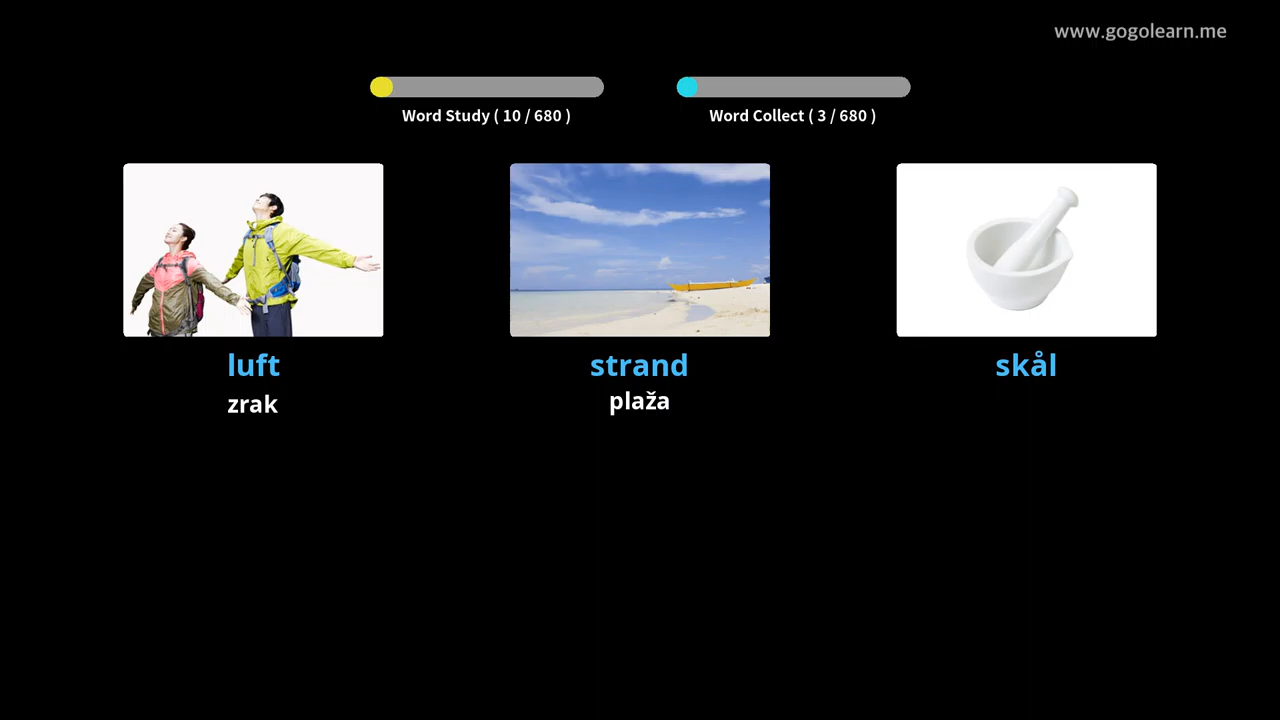 www.gogolearn.me
Word Study ( 10 / 680 )
Word Collect ( 3 / 680 )
luft
strand
skål
zrak
plaža